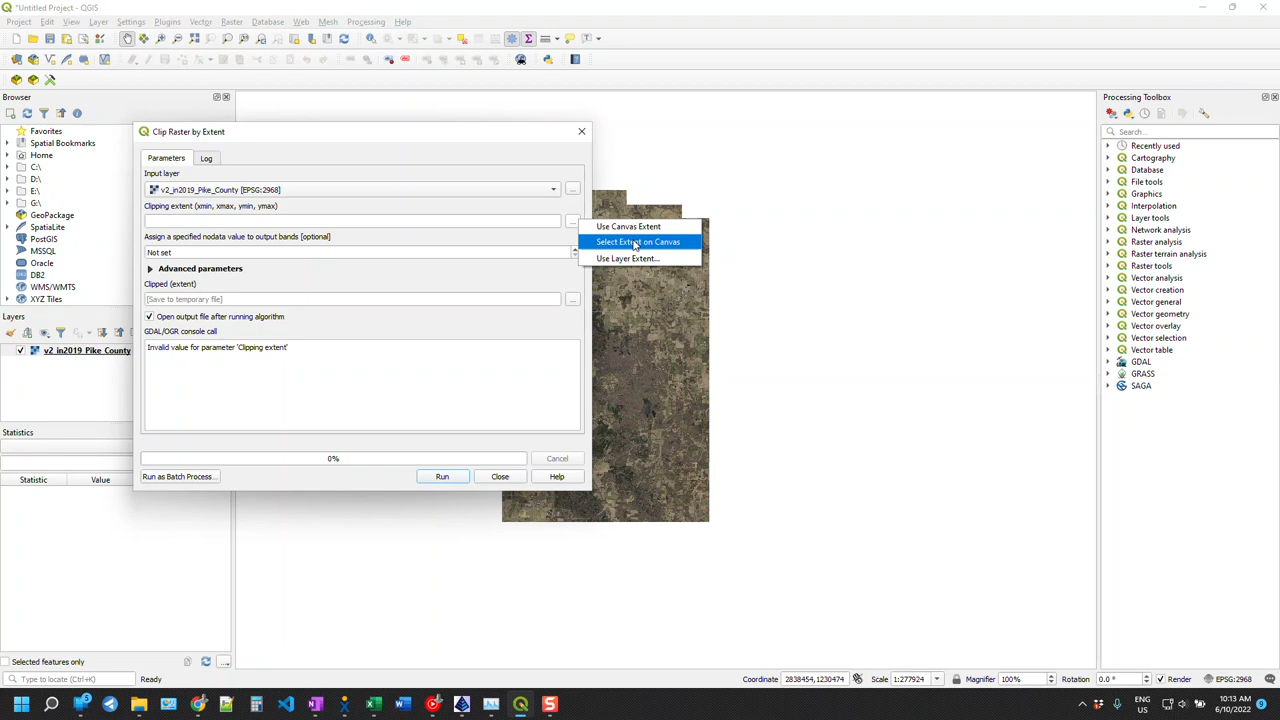 *Untitled Project — QGIS
Project Edit View Layer Settings Plugins Vector Raster Database Web Mesh Processing Help
Browser
Favorites
Spatial Bookmarks
Home
C:\
D:\
E:\
G:\
GeoPackage
SpatiaLite
PostGIS
MSSQL
Oracle
DB2
WMS/WMTS
XYZ Tiles
Layers
v2_in2019_Pike_County
Statistics
Statistic Value
Selected features only
Clip Raster by Extent
Parameters Log
Input layer
v2_in2019_Pike_County [EPSG:2968]
Clipping extent (xmin, xmax, ymin, ymax)
Assign a specified nodata value to output bands [optional]
Not set
Advanced parameters
Clipped (extent)
[Save to temporary file]
Open output file after running algorithm
GDAL/OGR console call
Invalid value for parameter 'Clipping extent'
0% Cancel
Run as Batch Process... Run Close Help
Use Canvas Extent
Select Extent on Canvas
Use Layer Extent...
Processing Toolbox
Search...
Recently used
Cartography
Database
File tools
Graphics
Interpolation
Layer tools
Network analysis
Raster analysis
Raster terrain analysis
Raster tools
Vector analysis
Vector creation
Vector general
Vector geometry
Vector overlay
Vector selection
Vector table
GDAL
GRASS
SAGA
Type to locate (Ctrl+K) Ready Coordinate 2838454,1230474 Scale 1:277924 Magnifier 100% Rotation 0.0 ° Render EPSG:2968
ENG
US
10:13 AM
6/10/2022